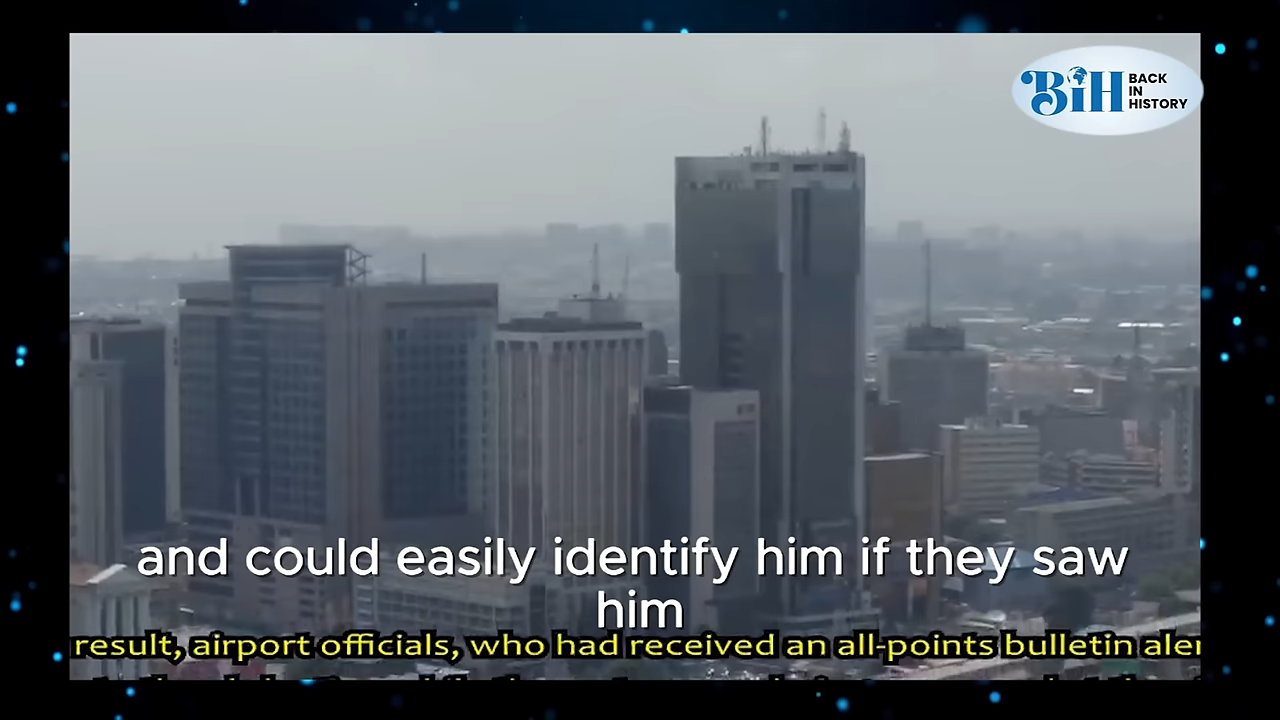 BiH
BACK
IN
HISTORY
and could easily identify him if they saw
him
result, airport officials, who had received an all-points bulletin aler